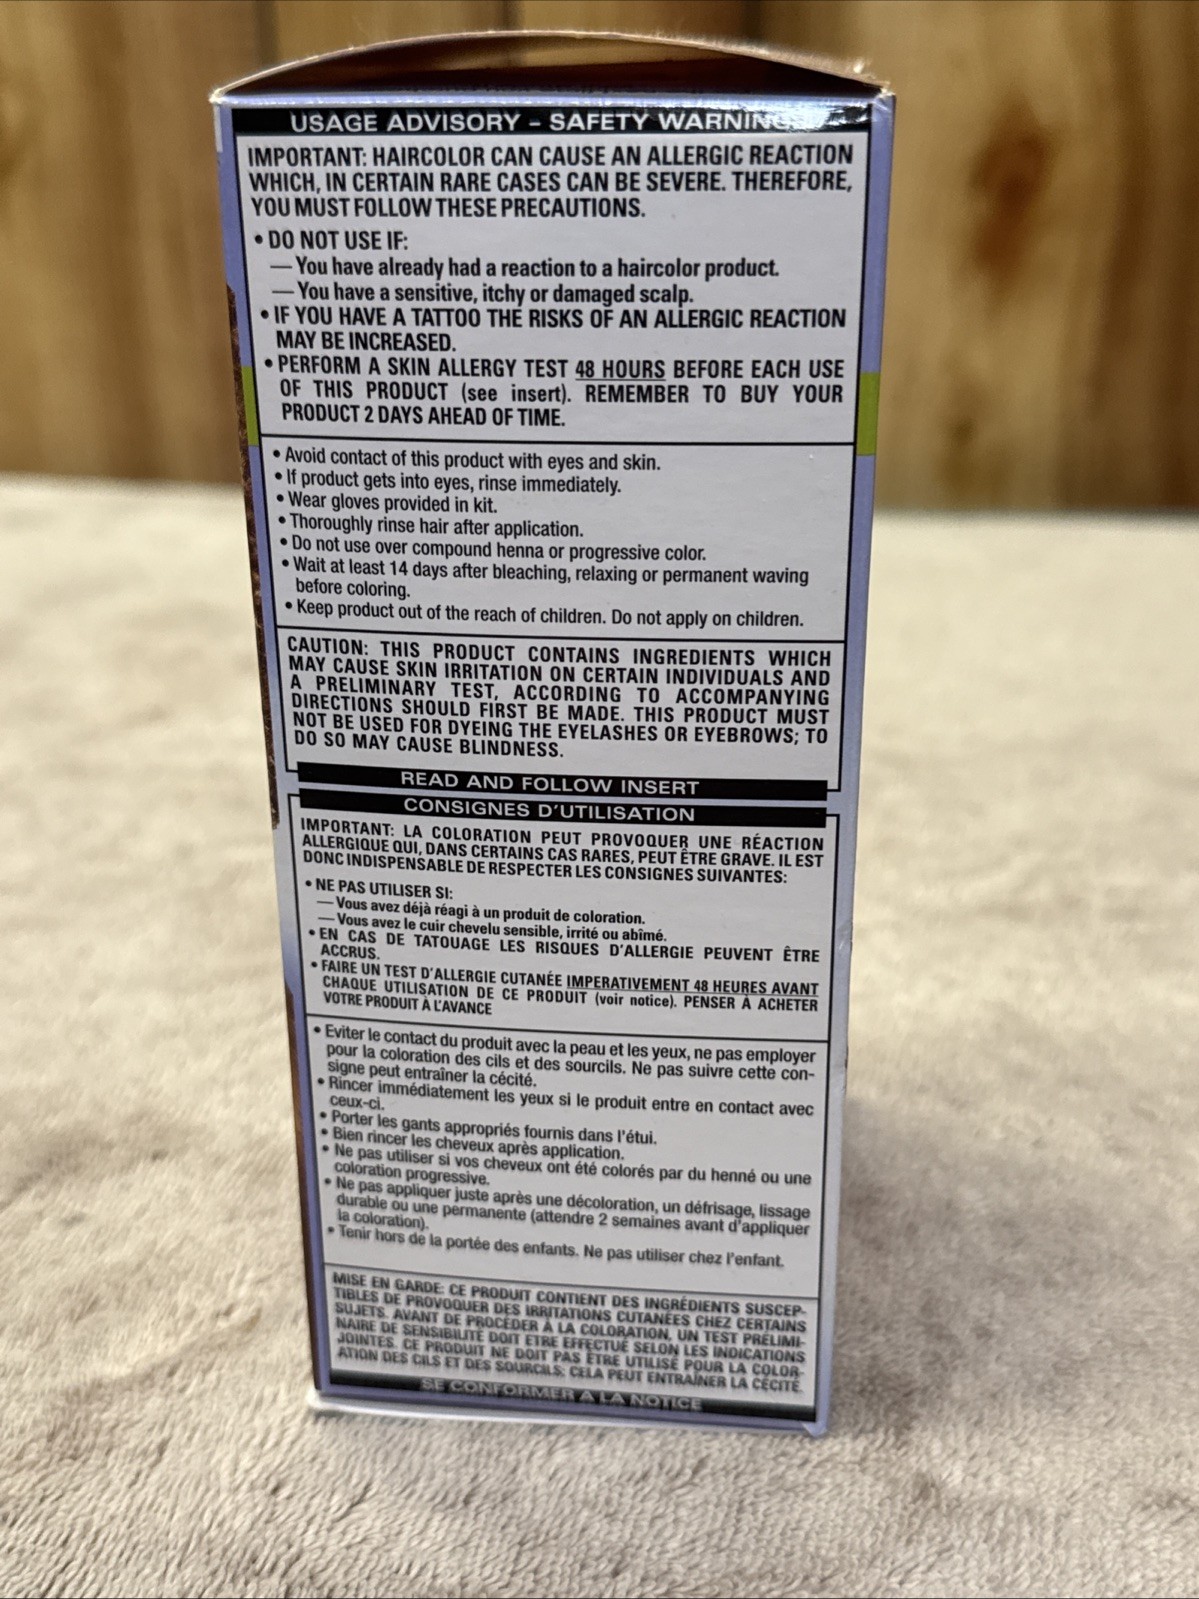 USAGE ADVISORY - SAFETY WARNING
IMPORTANT: HAIRCOLOR CAN CAUSE AN ALLERGIC REACTION
WHICH, IN CERTAIN RARE CASES CAN BE SEVERE. THEREFORE,
YOU MUST FOLLOW THESE PRECAUTIONS.
• DO NOT USE IF:
— You have already had a reaction to a haircolor product.
— You have a sensitive, itchy or damaged scalp.
• IF YOU HAVE A TATTOO THE RISKS OF AN ALLERGIC REACTION
MAY BE INCREASED.
• PERFORM A SKIN ALLERGY TEST 48 HOURS BEFORE EACH USE
OF THIS PRODUCT (see insert). REMEMBER TO BUY YOUR
PRODUCT 2 DAYS AHEAD OF TIME.
• Avoid contact of this product with eyes and skin.
• If product gets into eyes, rinse immediately.
• Wear gloves provided in kit.
• Thoroughly rinse hair after application.
• Do not use over compound henna or progressive color.
• Wait at least 14 days after bleaching, relaxing or permanent waving
before coloring.
• Keep product out of the reach of children. Do not apply on children.
CAUTION: THIS PRODUCT CONTAINS INGREDIENTS WHICH
MAY CAUSE SKIN IRRITATION ON CERTAIN INDIVIDUALS AND
A PRELIMINARY TEST, ACCORDING TO ACCOMPANYING
DIRECTIONS SHOULD FIRST BE MADE. THIS PRODUCT MUST
NOT BE USED FOR DYEING THE EYELASHES OR EYEBROWS; TO
DO SO MAY CAUSE BLINDNESS.
READ AND FOLLOW INSERT
CONSIGNES D'UTILISATION
IMPORTANT: LA COLORATION PEUT PROVOQUER UNE RÉACTION
ALLERGIQUE QUI, DANS CERTAINS CAS RARES, PEUT ÊTRE GRAVE. IL EST
DONC INDISPENSABLE DE RESPECTER LES CONSIGNES SUIVANTES:
• NE PAS UTILISER SI:
— Vous avez déjà réagi à un produit de coloration.
— Vous avez le cuir chevelu sensible, irrité ou abîmé.
• EN CAS DE TATOUAGE LES RISQUES D'ALLERGIE PEUVENT ÊTRE
ACCRUS.
• FAIRE UN TEST D'ALLERGIE CUTANÉE IMPERATIVEMENT 48 HEURES AVANT
CHAQUE UTILISATION DE CE PRODUIT (voir notice). PENSER À ACHETER
VOTRE PRODUIT À L'AVANCE
• Eviter le contact du produit avec la peau et les yeux, ne pas employer
pour la coloration des cils et des sourcils. Ne pas suivre cette con-
signe peut entraîner la cécité.
• Rincer immédiatement les yeux si le produit entre en contact avec
ceux-ci.
• Porter les gants appropriés fournis dans l'étui.
• Bien rincer les cheveux après application.
• Ne pas utiliser si vos cheveux ont été colorés par du henné ou une
coloration progressive.
• Ne pas appliquer juste après une décoloration, un défrisage, lissage
durable ou une permanente (attendre 2 semaines avant d'appliquer
la coloration).
• Tenir hors de la portée des enfants. Ne pas utiliser chez l'enfant.
MISE EN GARDE: CE PRODUIT CONTIENT DES INGRÉDIENTS SUSCEP-
TIBLES DE PROVOQUER DES IRRITATIONS CUTANÉES CHEZ CERTAINS
SUJETS. AVANT DE PROCÉDER À LA COLORATION, UN TEST PRÉLIMI-
NAIRE DE SENSIBILITÉ DOIT ETRE EFFECTUÉ SELON LES INDICATIONS
JOINTES. CE PRODUIT NE DOIT PAS ÊTRE UTILISÉ POUR LA COLOR-
ATION DES CILS ET DES SOURCILS: CELA PEUT ENTRAÎNER LA CÉCITÉ.
SE CONFORMER A LA NOTICE